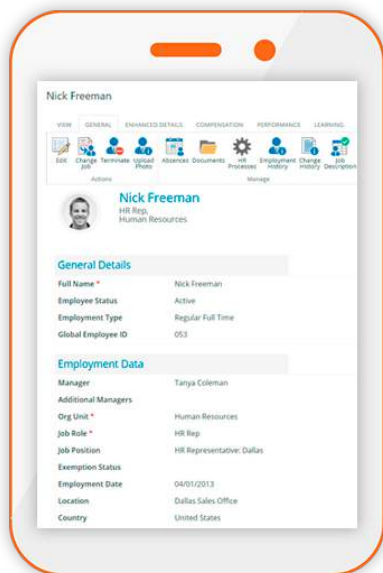 Nick Freeman
VIEW GENERAL ENHANCED DETAILS COMPENSATION PERFORMANCE LEARNING
Edit Change Job Terminate Upload Photo Absences Documents HR Processes Employment History Change History Job Description
Actions Manage
Nick Freeman
HR Rep,
Human Resources
General Details
Full Name * Nick Freeman
Employee Status Active
Employment Type Regular Full Time
Global Employee ID 053
Employment Data
Manager Tanya Coleman
Additional Managers
Org Unit * Human Resources
Job Role * HR Rep
Job Position HR Representative: Dallas
Exemption Status
Employment Date 04/01/2013
Location Dallas Sales Office
Country United States